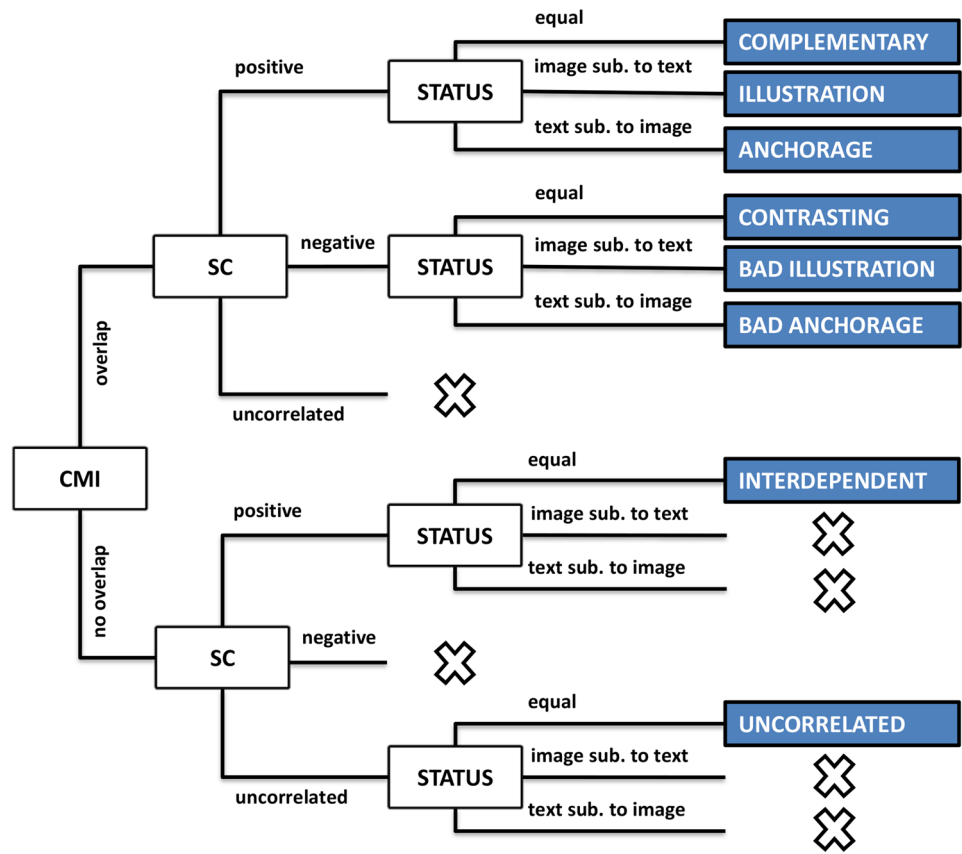 equal
COMPLEMENTARY
positive
image sub. to text
STATUS
ILLUSTRATION
text sub. to image
ANCHORAGE
equal
CONTRASTING
negative
image sub. to text
SC
STATUS
BAD ILLUSTRATION
text sub. to image
BAD ANCHORAGE
overlap
uncorrelated
CMI
equal
INTERDEPENDENT
positive
image sub. to text
STATUS
text sub. to image
no overlap
negative
SC
equal
UNCORRELATED
image sub. to text
STATUS
uncorrelated
text sub. to image